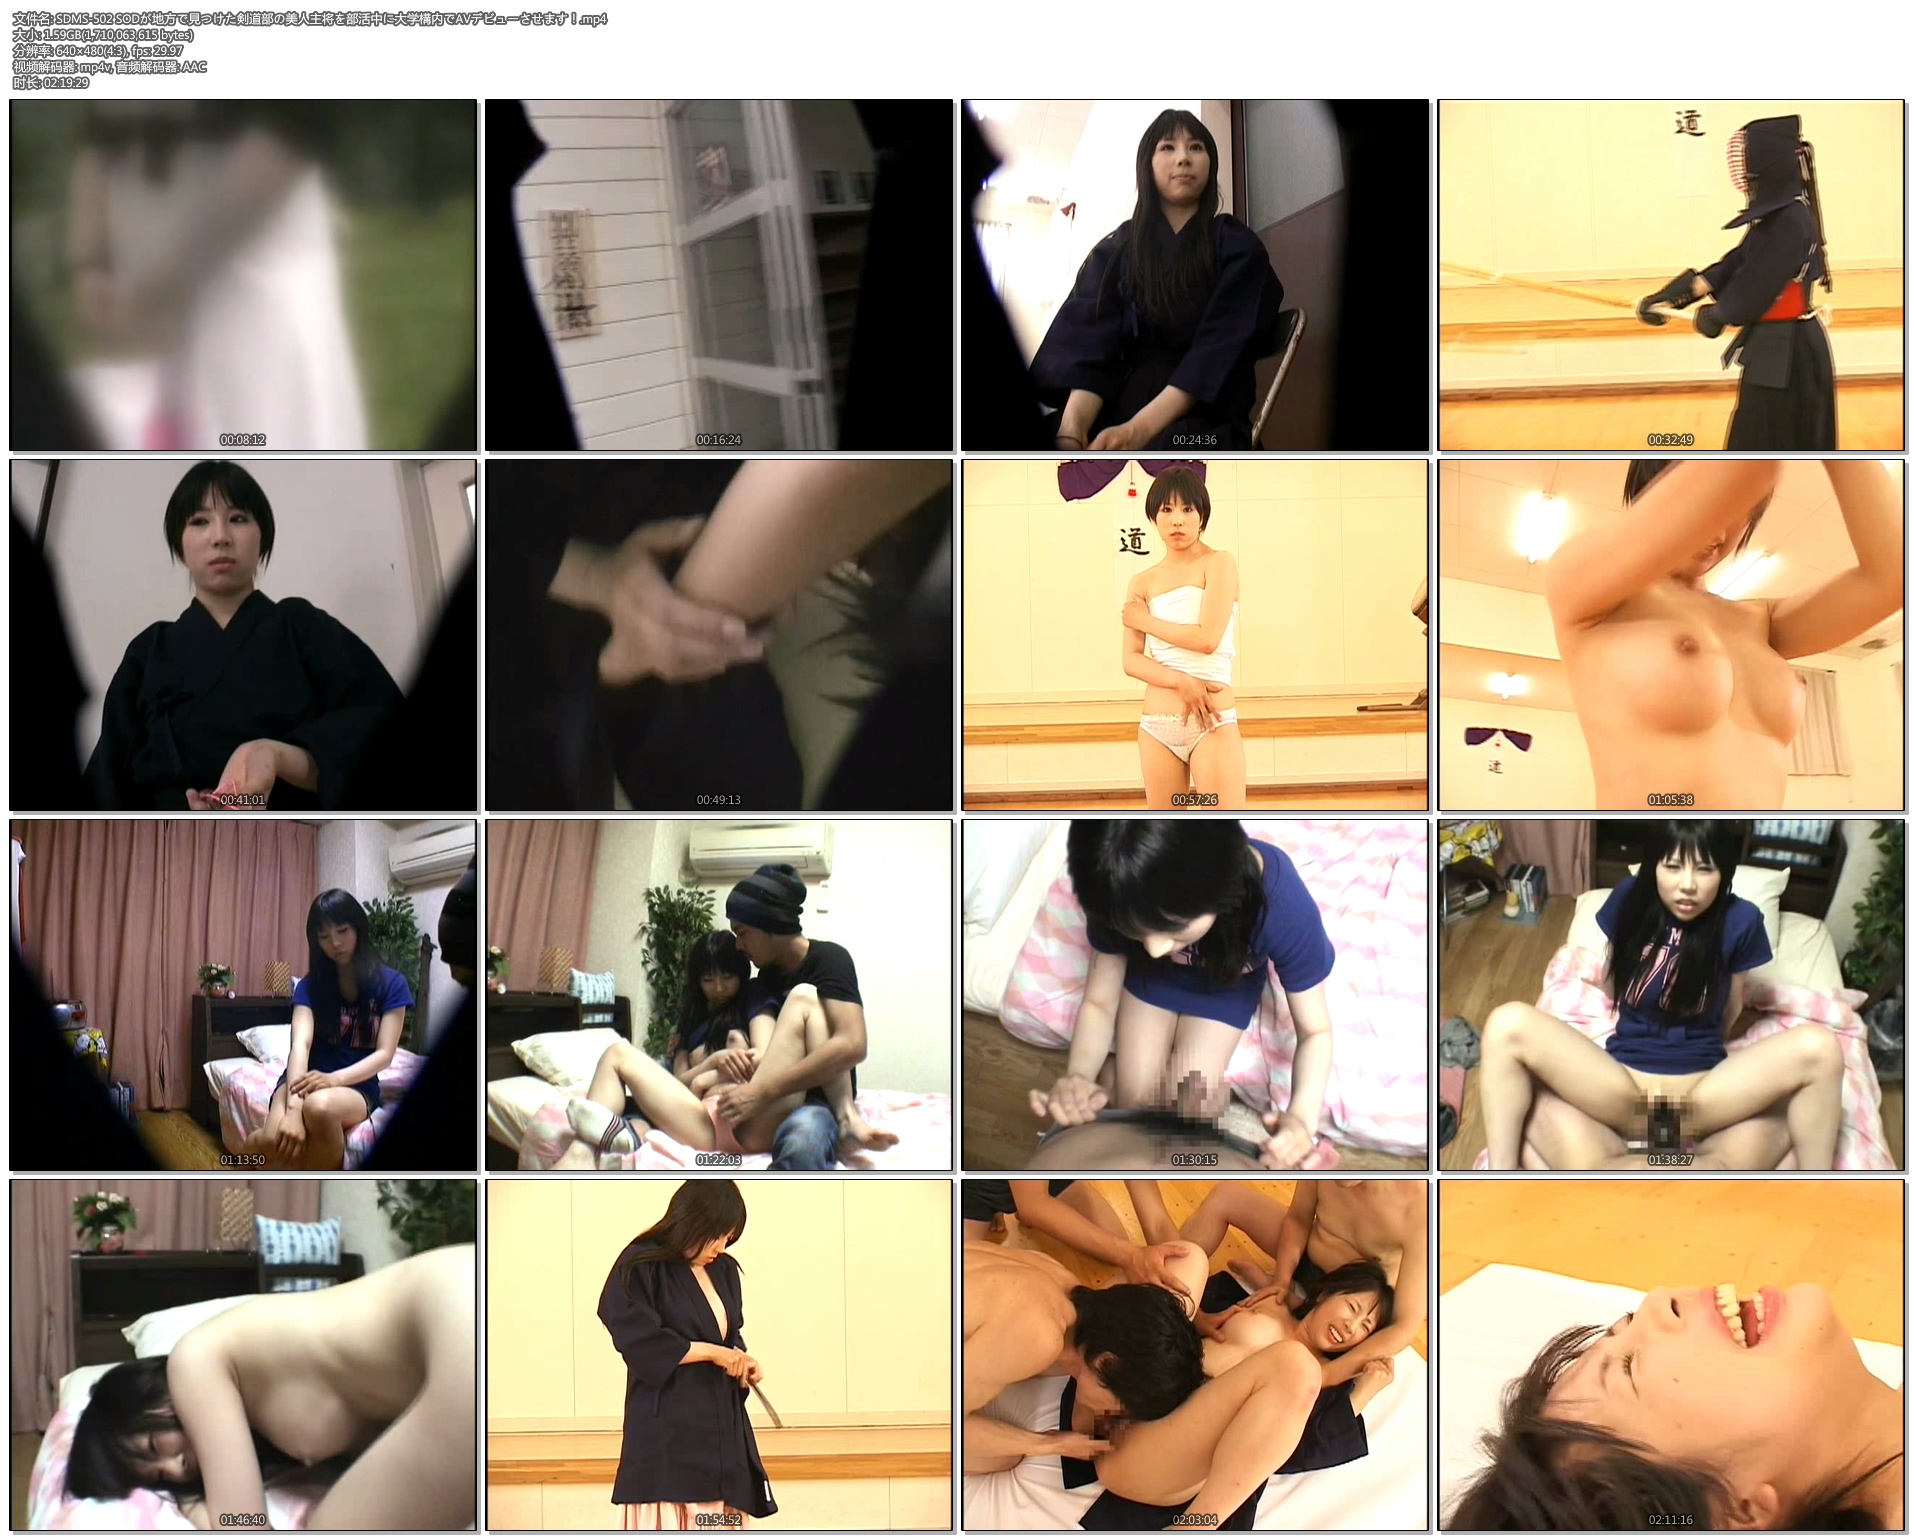 文件名: SDMS-502 SODが地方で見つけた剣道部の美人主将を部活中に大学構内でAVデビューさせます！.mp4
大小: 1.59GB(1,710,063,615 bytes)
分辨率: 640×480(4:3), fps: 29.97
视频解码器: mp4v, 音频解码器: AAC
时长: 02:19:29
00:08:12
00:16:24
00:24:36
道
00:32:49
00:41:01
00:49:13
道
00:57:26
道
01:05:38
01:13:50
01:22:03
01:30:15
01:38:27
01:46:40
01:54:52
02:03:04
02:11:16